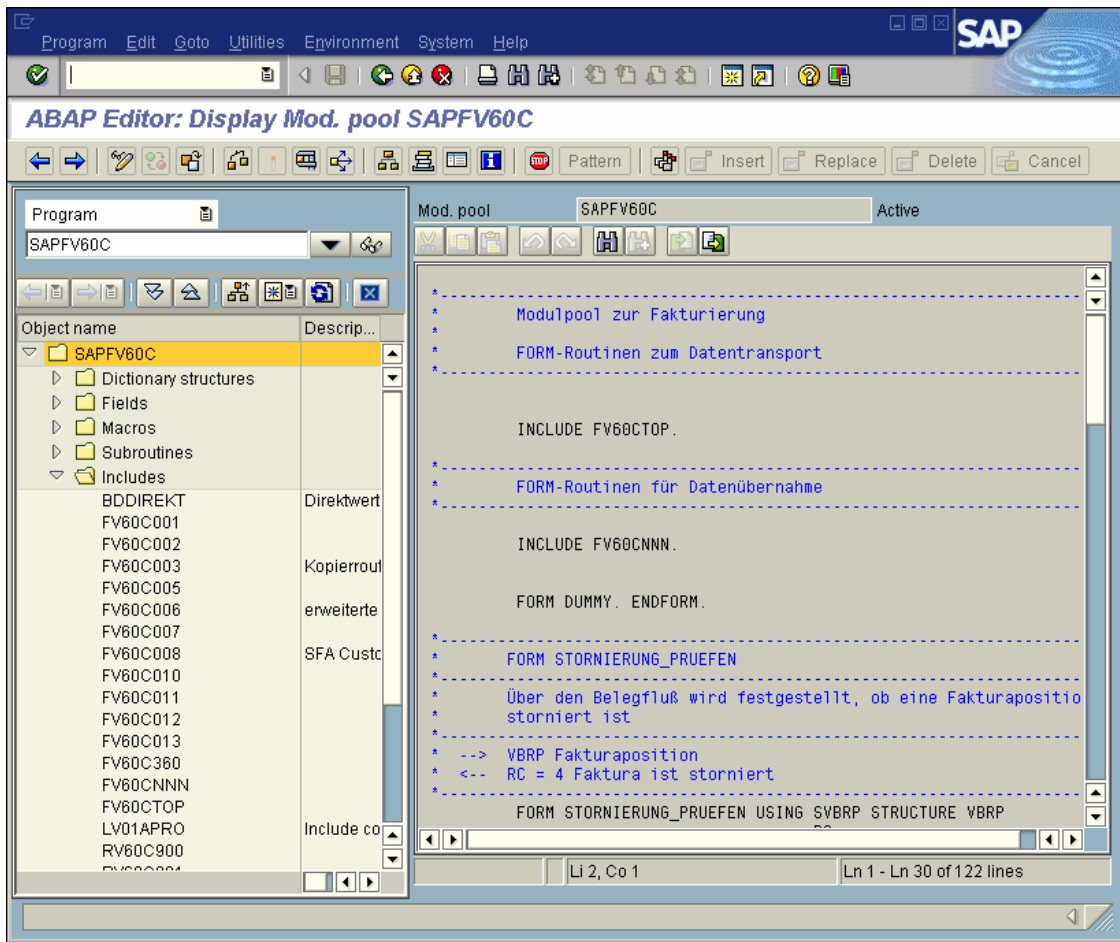 Program Edit Goto Utilities Environment System Help
SAP
ABAP Editor: Display Mod. pool SAPFV60C
Pattern Insert Replace Delete Cancel
Program
SAPFV60C
Object name Descrip...
SAPFV60C
Dictionary structures
Fields
Macros
Subroutines
Includes
BDDIREKT Direktwert
FV60C001
FV60C002
FV60C003 Kopierrout
FV60C005
FV60C006 erweiterte
FV60C007
FV60C008 SFA Custc
FV60C010
FV60C011
FV60C012
FV60C013
FV60C360
FV60CNNN
FV60CTOP
LV01APRO Include co
RV60C900
Mod. pool SAPFV60C Active
*----------------------------------------------------------------------
* Modulpool zur Fakturierung
*
* FORM-Routinen zum Datentransport
*----------------------------------------------------------------------
INCLUDE FV60CTOP.
*----------------------------------------------------------------------
* FORM-Routinen für Datenübernahme
*----------------------------------------------------------------------
INCLUDE FV60CNNN.
FORM DUMMY. ENDFORM.
*----------------------------------------------------------------------
* FORM STORNIERUNG_PRUEFEN
*----------------------------------------------------------------------
* Über den Belegfluß wird festgestellt, ob eine Fakturapositio
* storniert ist
*----------------------------------------------------------------------
* --> VBRP Fakturaposition
* <-- RC = 4 Faktura ist storniert
*----------------------------------------------------------------------
FORM STORNIERUNG_PRUEFEN USING SVBRP STRUCTURE VBRP
Li 2, Co 1 Ln 1 - Ln 30 of 122 lines